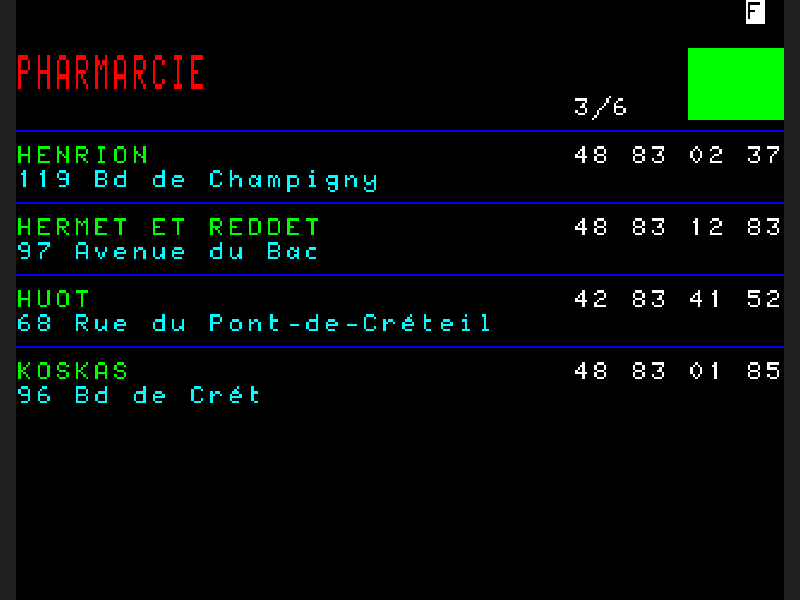 F
PHARMARCIE
3/6
HENRION 48 83 02 37
119 Bd de Champigny
HERMET ET REDDET 48 83 12 83
97 Avenue du Bac
HUOT 42 83 41 52
68 Rue du Pont-de-Créteil
KOSKAS 48 83 01 85
96 Bd de Crét